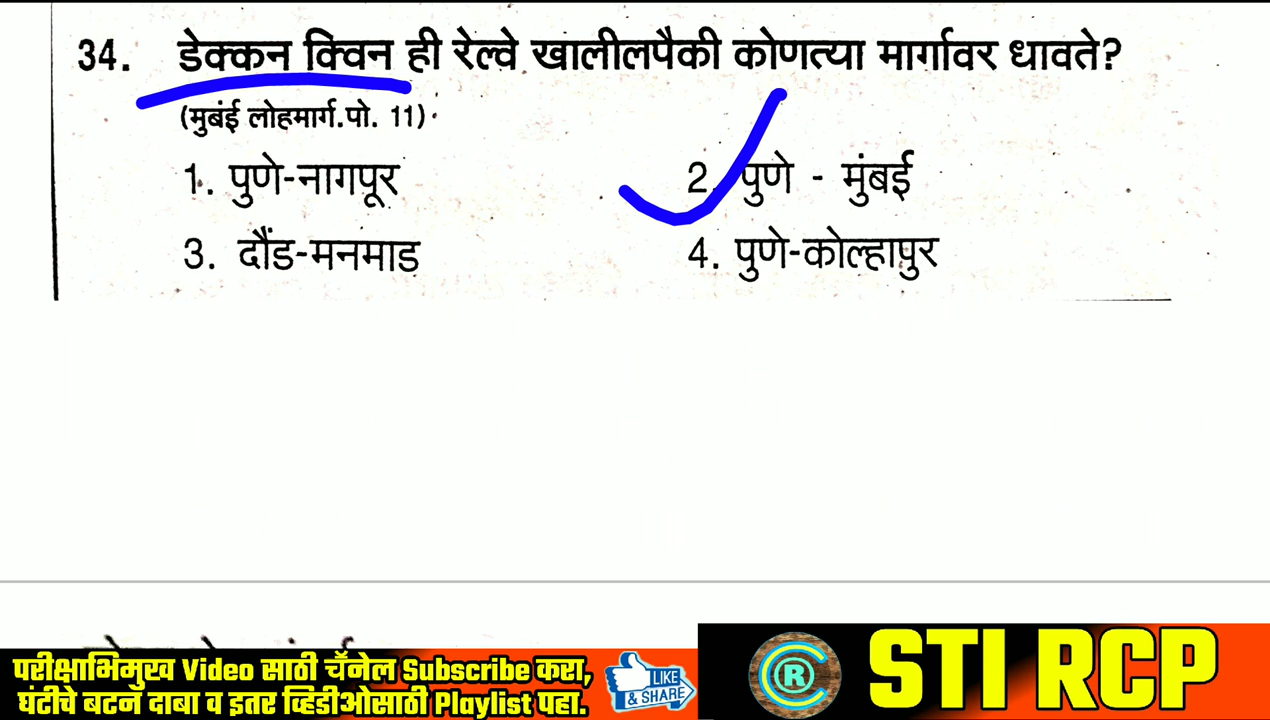 34. डेक्कन क्विन ही रेल्वे खालीलपैकी कोणत्या मार्गावर धावते?
(मुबंई लोहमार्ग.पो. 11)
1. पुणे-नागपूर
2. पुणे - मुंबई
3. दौंड-मनमाड
4. पुणे-कोल्हापुर
परीक्षाभिमुख Video साठी चॅनेल Subscribe करा,
घंटीचे बटन दाबा व इतर व्हिडीओसाठी Playlist पहा.
LIKE
& SHARE
R
STI RCP